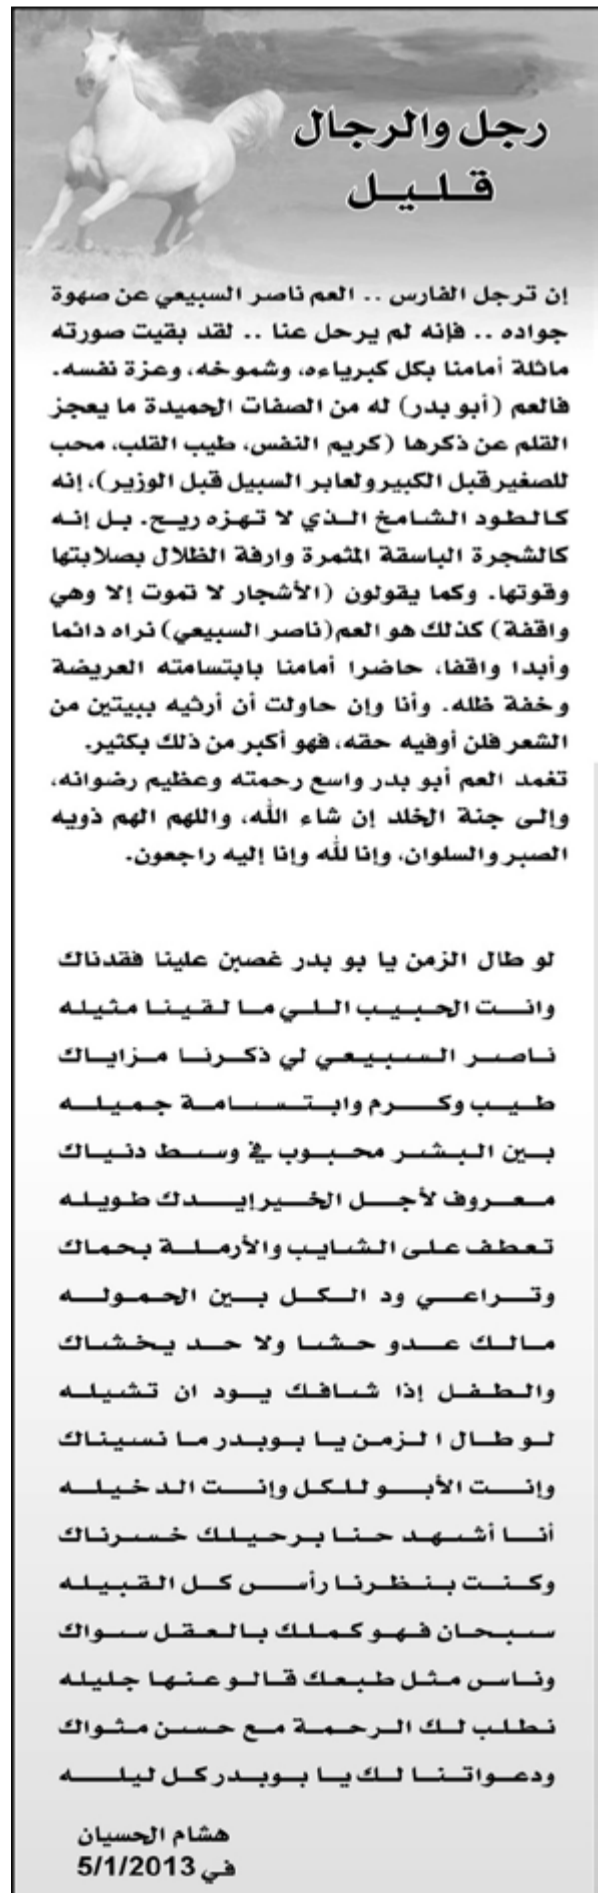 رجل والرجال
قليل
إن ترجل الفارس .. العم ناصر السبيعي عن صهوة
جواده .. فإنه لم يرحل عنا .. لقد بقيت صورته
ماثلة أمامنا بكل كبرياءه، وشموخه، وعزة نفسه.
فالعم (أبو بدر) له من الصفات الحميدة ما يعجز
القلم عن ذكرها (كريم النفس، طيب القلب، محب
للصغير قبل الكبير ولعابر السبيل قبل الوزير)، إنه
كالطود الشامخ الذي لا تهزه ريح. بل إنه
كالشجرة الباسقة المثمرة وارفة الظلال بصلابتها
وقوتها. وكما يقولون (الأشجار لا تموت إلا وهي
واقفة) كذلك هو العم(ناصر السبيعي) نراه دائما
وأبدا واقفا، حاضرا أمامنا بابتسامته العريضة
وخفة ظله. وأنا وإن حاولت أن أرثيه ببيتين من
الشعر فلن أوفيه حقه، فهو أكبر من ذلك بكثير.
تغمد العم أبو بدر واسع رحمته وعظيم رضوانه،
وإلى جنة الخلد إن شاء الله، واللهم الهم ذويه
الصبر والسلوان، وإنا لله وإنا إليه راجعون.
لو طال الزمن يا بو بدر غصبن علينا فقدناك
وانت الحبيب اللي ما لقينا مثيله
ناصر السبيعي لي ذكرنا مزاياك
طيب وكرم وابتسامة جميله
بين البشر محبوب في وسط دنياك
معروف لأجل الخير إيدك طويله
تعطف على الشايب والأرملة بحماك
وتراعي ود الكل بين الحموله
مالك عدو حشا ولا حد يخشاك
والطفل إذا شافك يود ان تشيله
لو طال الزمن يا بوبدر ما نسيناك
وإنت الأبو للكل وإنت الدخيله
أنا أشهد حنا برحيلك خسرناك
وكنت بنظرنا رأس كل القبيله
سبحان فهو كملك بالعقل سواك
وناس مثل طبعك قالو عنها جليله
نطلب لك الرحمة مع حسن مثواك
ودعواتنا لك يا بوبدر كل ليله
هشام الحسيان
في 5/1/2013